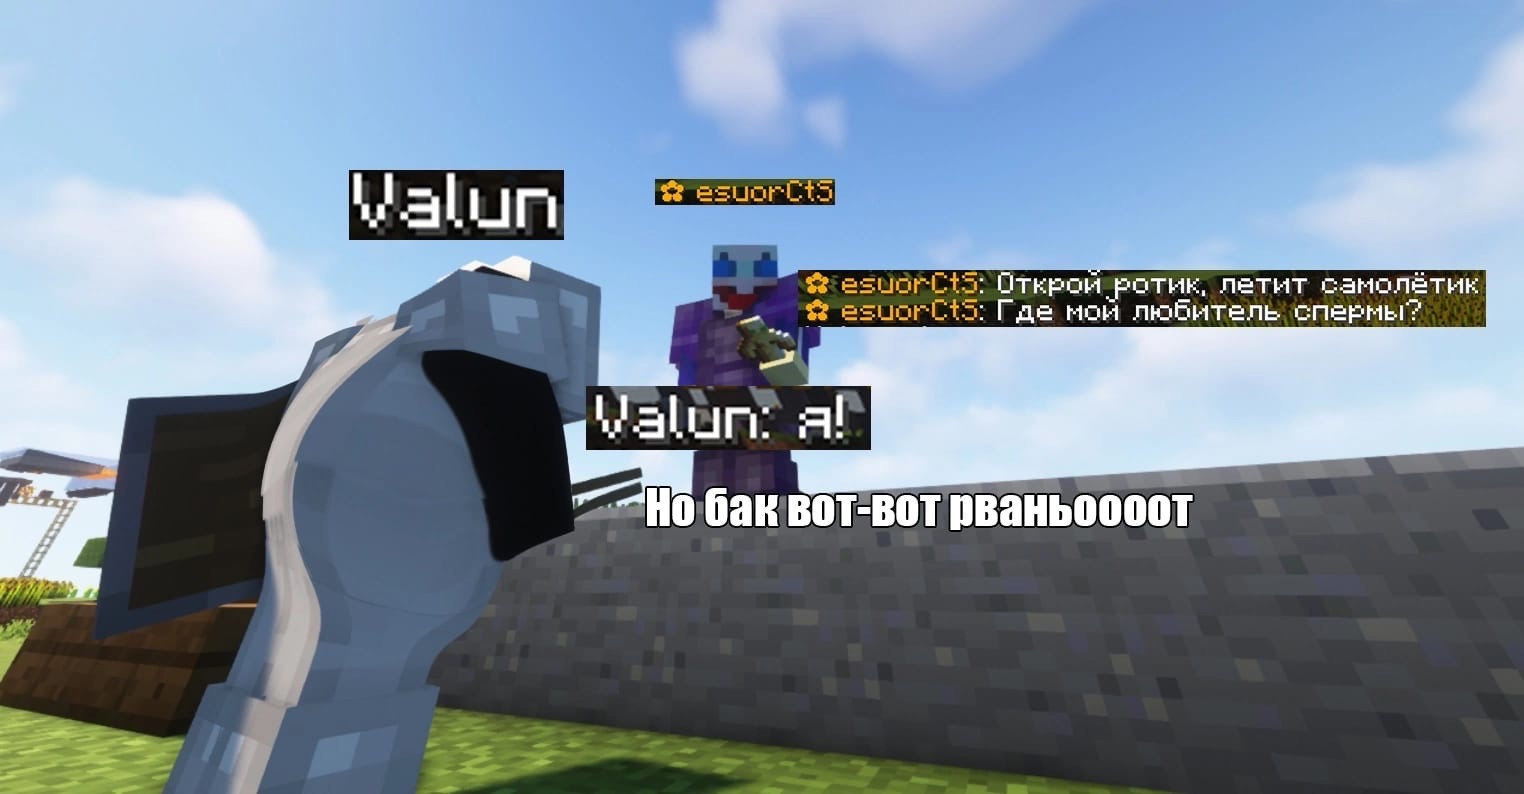 Valun
✿ esuorCt5
✿ esuorCt5: Открой ротик, летит самолётик
✿ esuorCt5: Где мой любитель спермы?
Valun: а!
Но бак вот-вот рваньоооот